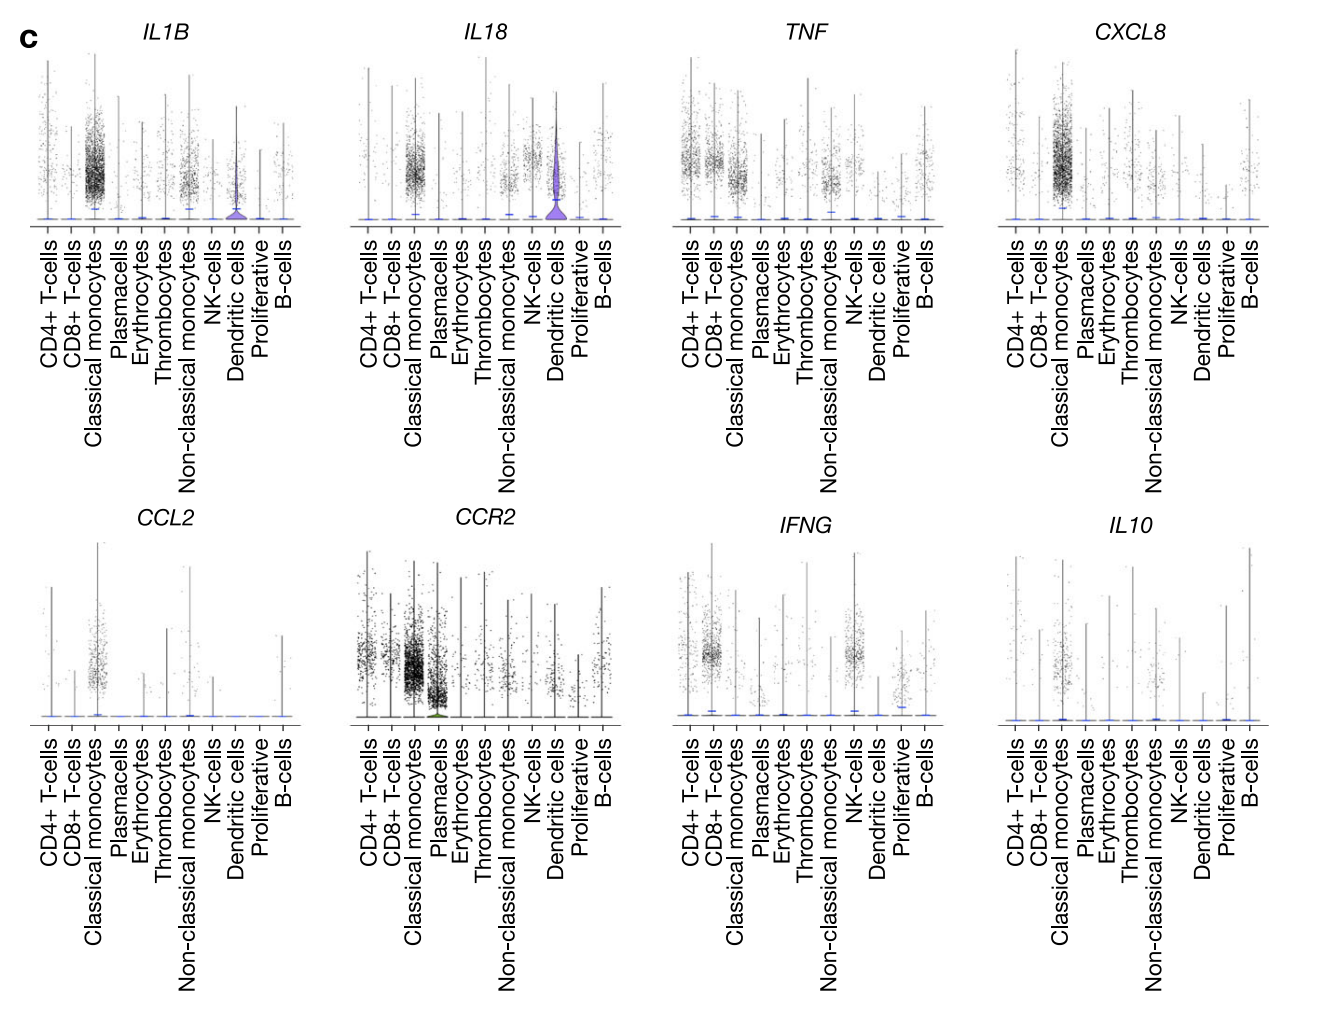 c
IL1B
IL18
TNF
CXCL8
CD4+ T-cells
CD8+ T-cells
Classical monocytes
Plasmacells
Erythrocytes
Thrombocytes
Non-classical monocytes
NK-cells
Dendritic cells
Proliferative
B-cells
CD4+ T-cells
CD8+ T-cells
Classical monocytes
Plasmacells
Erythrocytes
Thrombocytes
Non-classical monocytes
NK-cells
Dendritic cells
Proliferative
B-cells
CD4+ T-cells
CD8+ T-cells
Classical monocytes
Plasmacells
Erythrocytes
Thrombocytes
Non-classical monocytes
NK-cells
Dendritic cells
Proliferative
B-cells
CD4+ T-cells
CD8+ T-cells
Classical monocytes
Plasmacells
Erythrocytes
Thrombocytes
Non-classical monocytes
NK-cells
Dendritic cells
Proliferative
B-cells
CCL2
CCR2
IFNG
IL10
CD4+ T-cells
CD8+ T-cells
Classical monocytes
Plasmacells
Erythrocytes
Thrombocytes
Non-classical monocytes
NK-cells
Dendritic cells
Proliferative
B-cells
CD4+ T-cells
CD8+ T-cells
Classical monocytes
Plasmacells
Erythrocytes
Thrombocytes
Non-classical monocytes
NK-cells
Dendritic cells
Proliferative
B-cells
CD4+ T-cells
CD8+ T-cells
Classical monocytes
Plasmacells
Erythrocytes
Thrombocytes
Non-classical monocytes
NK-cells
Dendritic cells
Proliferative
B-cells
CD4+ T-cells
CD8+ T-cells
Classical monocytes
Plasmacells
Erythrocytes
Thrombocytes
Non-classical monocytes
NK-cells
Dendritic cells
Proliferative
B-cells